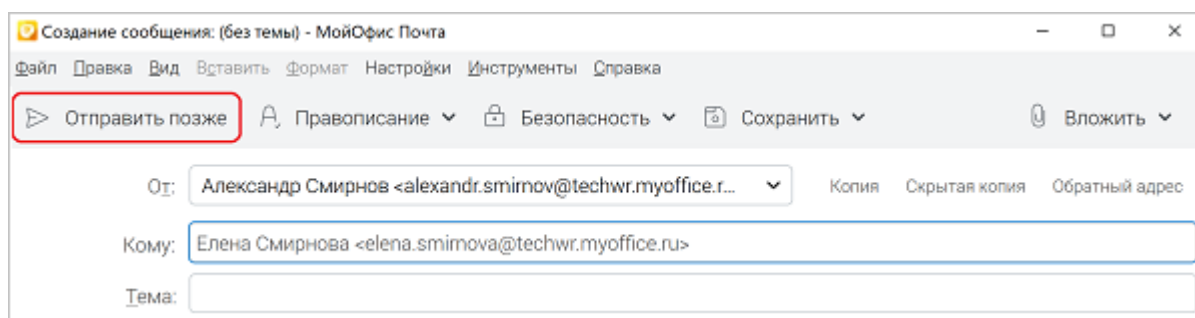 Создание сообщения: (без темы) - МойОфис Почта
Файл Правка Вид Вставить Формат Настройки Инструменты Справка
Отправить позже Правописание Безопасность Сохранить Вложить
От: Александр Смирнов <alexandr.smirnov@techwr.myoffice.r... Копия Скрытая копия Обратный адрес
Кому: Елена Смирнова <elena.smirnova@techwr.myoffice.ru>
Тема: